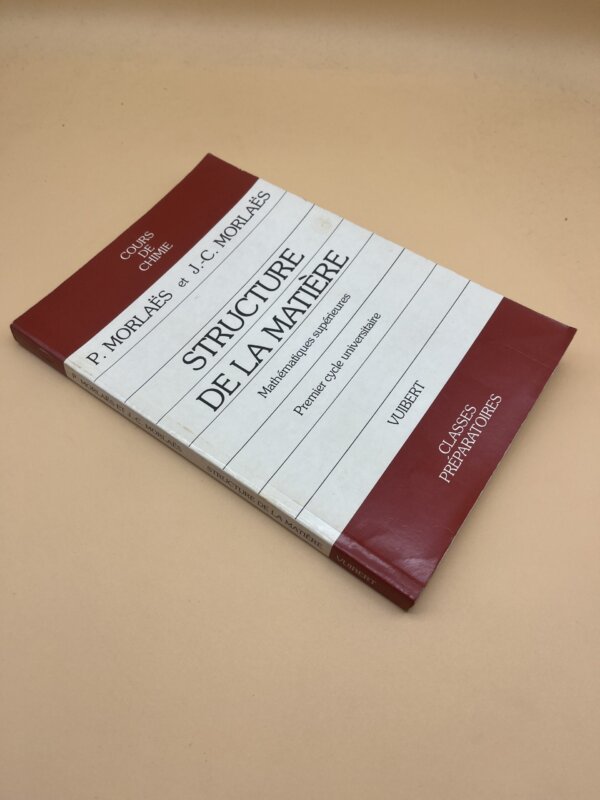 COURS
DE
CHIMIE
P. MORLAËS et J.-C. MORLAËS
STRUCTURE
DE LA MATIÈRE
Mathématiques supérieures
Premier cycle universitaire
VUIBERT
CLASSES
PRÉPARATOIRES
P. MORLAËS ET J.-C. MORLAËS STRUCTURE DE LA MATIÈRE VUIBERT